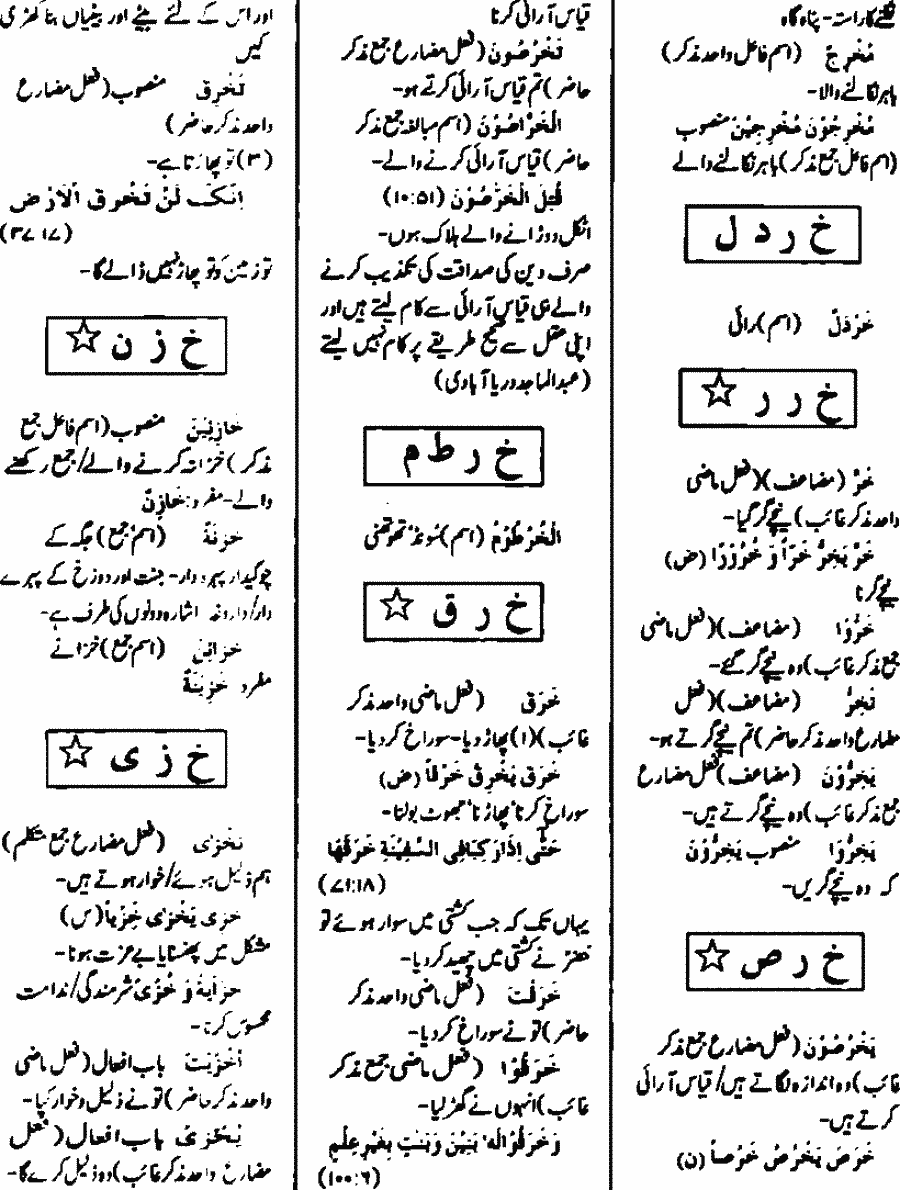 نکلنے کا راستہ-پناہ گاہ
مُخْرِجٌ (اسم فاعل واحد مذکر)
باہر نکالنے والا-
مُخْرِجُوْنَ مُخْرِجِيْنَ منصوب
(اسم فاعل جمع مذکر) باہر نکالنے والے
خ ر د ل
خَرْدَلٌ (اسم) رائی
خ ر ر ☆
خَرَّ (مضاعف)(فعل ماضی
واحد مذکر غائب) نیچے گر گیا-
خَرَّ يَخِرُّ خَرًّا وَ خُرُوْرًا (ض)
نیچے گرنا
خَرُّوْا (مضاعف)(فعل ماضی
جمع مذکر غائب) وہ نیچے گر گئے-
تَخِرُّ (مضاعف)(فعل
مضارع واحد مذکر حاضر) تم نیچے گرتے ہو-
يَخِرُّوْنَ (مضاعف) فعل مضارع
جمع مذکر غائب) وہ نیچے گرتے ہیں-
يَخِرُّوْا منصوب يَخِرُّوْنَ
کہ وہ نیچے گریں-
خ ر ص ☆
يَخْرُصُوْنَ (فعل مضارع جمع مذکر
غائب) وہ اندازہ لگاتے ہیں/قیاس آرائی
کرتے ہیں-
خَرَصَ يَخْرُصُ خَرْصاً (ن)
قیاس آرائی کرنا
تَخْرُصُوْنَ (فعل مضارع جمع مذکر
حاضر) تم قیاس آرائی کرتے ہو-
الْخَرَّاصُوْنَ (اسم مبالغہ جمع مذکر
حاضر) قیاس آرائی کرنے والے-
قُتِلَ الْخَرّٰصُوْنَ (۱۰:۵۱)
اٹکل دوڑانے والے ہلاک ہوں-
صرف دین کی صداقت کی تکذیب کرنے
والے ہی قیاس آرائی سے کام لیتے ہیں اور
اپنی عقل سے صحیح طریقے پر کام نہیں لیتے
(عبدالماجد دریا آبادی)
خ ر ط م
الْخُرْطُوْمُ (اسم) سونڈ' تھوتھنی
خ ر ق ☆
خَرَقَ (فعل ماضی واحد مذکر
غائب)(۱) پھاڑ دیا-سوراخ کر دیا-
خَرَقَ يَخْرِقُ خَرْقاً (ض)
سوراخ کرنا' پھاڑنا' جھوٹ بولنا-
حَتّٰى اِذَا رَكِبَا فِى السَّفِيْنَةِ خَرَقَهَا
(۷۱:۱۸)
یہاں تک کہ جب کشتی میں سوار ہوئے تو
خضرؑ نے کشتی میں چھید کر دیا-
خَرَقْتَ (فعل ماضی واحد مذکر
حاضر) تو نے سوراخ کر دیا-
خَرَقُوْا (فعل ماضی جمع مذکر
غائب) انہوں نے گھڑ لیا-
وَ خَرَقُوْا لَهٗ بَنِيْنَ وَ بَنٰتٍ بِغَيْرِ عِلْمٍ
(۱۰۰:۶)
اور اس کے لئے بیٹے اور بیٹیاں بنا کھڑی
کیں
تَخْرِقَ منصوب (فعل مضارع
واحد مذکر حاضر)
(۳) تو پھاڑتا ہے-
اِنَّكَ لَنْ تَخْرِقَ الْاَرْضَ
(۳۷:۱۷)
تو زمین کو تو پھاڑ نہیں ڈالے گا-
خ ز ن ☆
خَازِنِيْنَ منصوب (اسم فاعل جمع
مذکر) خزانہ کرنے والے/جمع رکھنے
والے-مفرد: خَازِنٌ
خَزَنَةٌ (اسم جمع) جگہ کے
چوکیدار پہرہ دار-جنت اور دوزخ کے پہرے
دار/داروغہ اشارہ دونوں کی طرف ہے-
خَزَائِنُ (اسم جمع) خزانے
مفرد خَزِيْنَةٌ
خ ز ی ☆
نَخْزٰى (فعل مضارع جمع متکلم)
ہم ذلیل ہوئے/خوار ہوتے ہیں-
خَزِىَ يَخْزٰى خِزْياً (س)
مشکل میں پھنسنا یا بے عزت ہونا-
خَزَايَةً وَ خِزْىً شرمندگی/ندامت
محسوس کرنا-
اَخْزَيْتَ باب افعال (فعل ماضی
واحد مذکر حاضر) تو نے ذلیل و خوار کیا-
يُخْزِىْ باب افعال (فعل
مضارع واحد مذکر غائب) وہ ذلیل کرے گا-